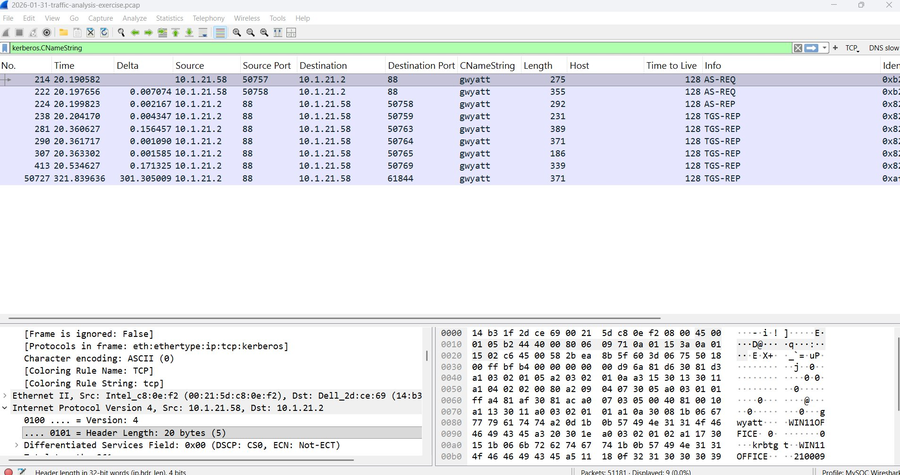 2026-01-31-traffic-analysis-exercise.pcap
File Edit View Go Capture Analyze Statistics Telephony Wireless Tools Help
kerberos.CNameString + TCP, DNS slow
No. Time Delta Source Source Port Destination Destination Port CNameString Length Host Time to Live Info Iden
214 20.190582 10.1.21.58 50757 10.1.21.2 88 gwyatt 275 128 AS-REQ 0xb2
222 20.197656 0.007074 10.1.21.58 50758 10.1.21.2 88 gwyatt 355 128 AS-REQ 0xb2
224 20.199823 0.002167 10.1.21.2 88 10.1.21.58 50758 gwyatt 292 128 AS-REP 0x82
238 20.204170 0.004347 10.1.21.2 88 10.1.21.58 50759 gwyatt 231 128 TGS-REP 0x82
281 20.360627 0.156457 10.1.21.2 88 10.1.21.58 50763 gwyatt 389 128 TGS-REP 0x82
290 20.361717 0.001090 10.1.21.2 88 10.1.21.58 50764 gwyatt 371 128 TGS-REP 0x82
307 20.363302 0.001585 10.1.21.2 88 10.1.21.58 50765 gwyatt 186 128 TGS-REP 0x82
413 20.534627 0.171325 10.1.21.2 88 10.1.21.58 50769 gwyatt 339 128 TGS-REP 0x82
50727 321.839636 301.305009 10.1.21.2 88 10.1.21.58 61844 gwyatt 371 128 TGS-REP
[Frame is ignored: False]
[Protocols in frame: eth:ethertype:ip:tcp:kerberos]
Character encoding: ASCII (0)
[Coloring Rule Name: TCP]
[Coloring Rule String: tcp]
Ethernet II, Src: Intel_c8:0e:f2 (00:21:5d:c8:0e:f2), Dst: Dell_2d:ce:69 (14:b3
Internet Protocol Version 4, Src: 10.1.21.58, Dst: 10.1.21.2
0100 .... = Version: 4
.... 0101 = Header Length: 20 bytes (5)
Differentiated Services Field: 0x00 (DSCP: CS0, ECN: Not-ECT)
0000 14 b3 1f 2d ce 69 00 21 5d c8 0e f2 08 00 45 00 ···-·i·! ]·····E·
0010 01 05 b2 44 40 00 80 06 09 71 0a 01 15 3a 0a 01 ···D@··· ·q···:··
0020 15 02 c6 45 00 58 2b ea 8b 5f 60 3d 06 75 50 18 ···E·X+· ·_`=·uP·
0030 00 ff bf b4 00 00 00 00 00 d9 6a 81 d6 30 81 d3 ········ ··j··0··
0040 a1 03 02 01 05 a2 03 02 01 0a a3 15 30 13 30 11 ········ ····0·0·
0050 a1 04 02 02 00 80 a2 09 04 07 30 05 a0 03 01 01 ········ ··0·····
0060 ff a4 81 af 30 81 ac a0 07 03 05 00 40 81 00 10 ····0··· ····@···
0070 a1 13 30 11 a0 03 02 01 01 a1 0a 30 08 1b 06 67 ··0····· ···0···g
0080 77 79 61 74 74 a2 0d 1b 0b 57 49 4e 31 31 4f 46 wyatt··· ·WIN11OF
0090 46 49 43 45 a3 20 30 1e a0 03 02 01 02 a1 17 30 FICE· 0· ·······0
00a0 15 1b 06 6b 72 62 74 67 74 1b 0b 57 49 4e 31 31 ···krbtg t··WIN11
00b0 4f 46 46 49 43 45 a5 11 18 0f 32 31 30 30 30 39 OFFICE·· ··210009
Header length in 32-bit words (ip.hdr_len), 4 bits Packets: 51181 · Displayed: 9 (0.0%) Profile: MySOC Wireshark